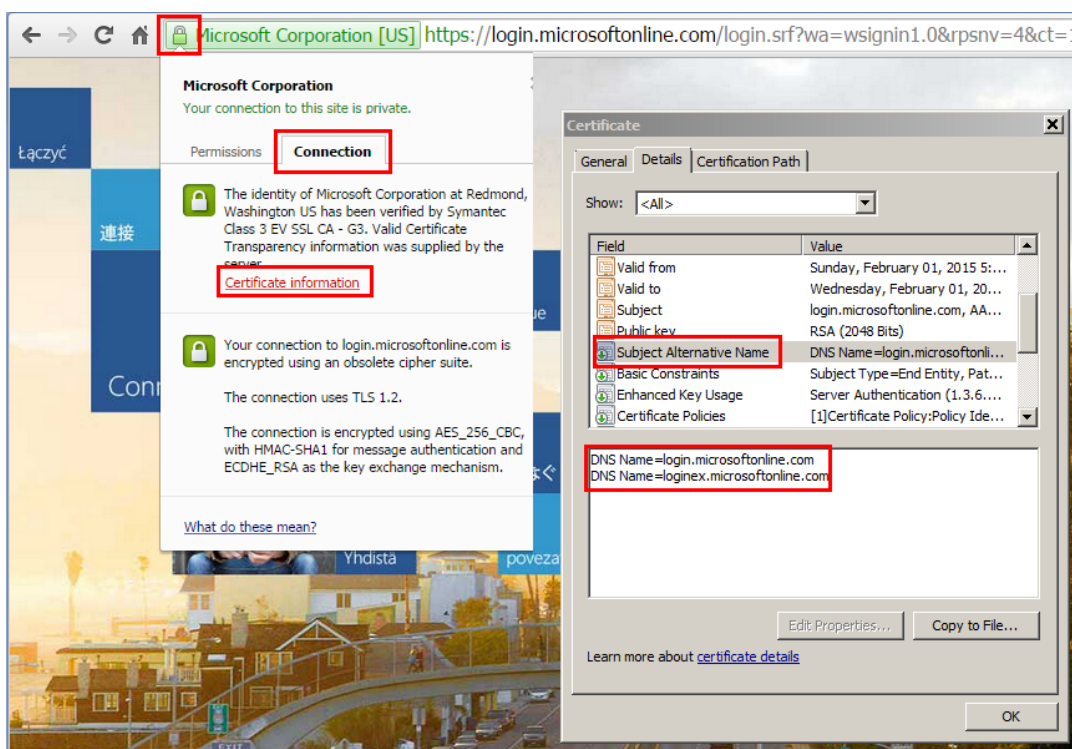 Microsoft Corporation [US] https://login.microsoftonline.com/login.srf?wa=wsignin1.0&rpsnv=4&ct=
Łączyć
連接
Conn
ue
ぐ
Yhdistä
poveza
EXIT
Microsoft Corporation
Your connection to this site is private.
Permissions
Connection
The identity of Microsoft Corporation at Redmond,
Washington US has been verified by Symantec
Class 3 EV SSL CA - G3. Valid Certificate
Transparency information was supplied by the
server.
Certificate information
Your connection to login.microsoftonline.com is
encrypted using an obsolete cipher suite.
The connection uses TLS 1.2.
The connection is encrypted using AES_256_CBC,
with HMAC-SHA1 for message authentication and
ECDHE_RSA as the key exchange mechanism.
What do these mean?
Certificate
General Details Certification Path
Show: <All>
Field Value
Valid from Sunday, February 01, 2015 5:...
Valid to Wednesday, February 01, 20...
Subject login.microsoftonline.com, AA...
Public key RSA (2048 Bits)
Subject Alternative Name DNS Name=login.microsoftonli...
Basic Constraints Subject Type=End Entity, Pat...
Enhanced Key Usage Server Authentication (1.3.6....
Certificate Policies [1]Certificate Policy:Policy Ide...
DNS Name=login.microsoftonline.com
DNS Name=loginex.microsoftonline.com
Edit Properties...
Copy to File...
Learn more about certificate details
OK